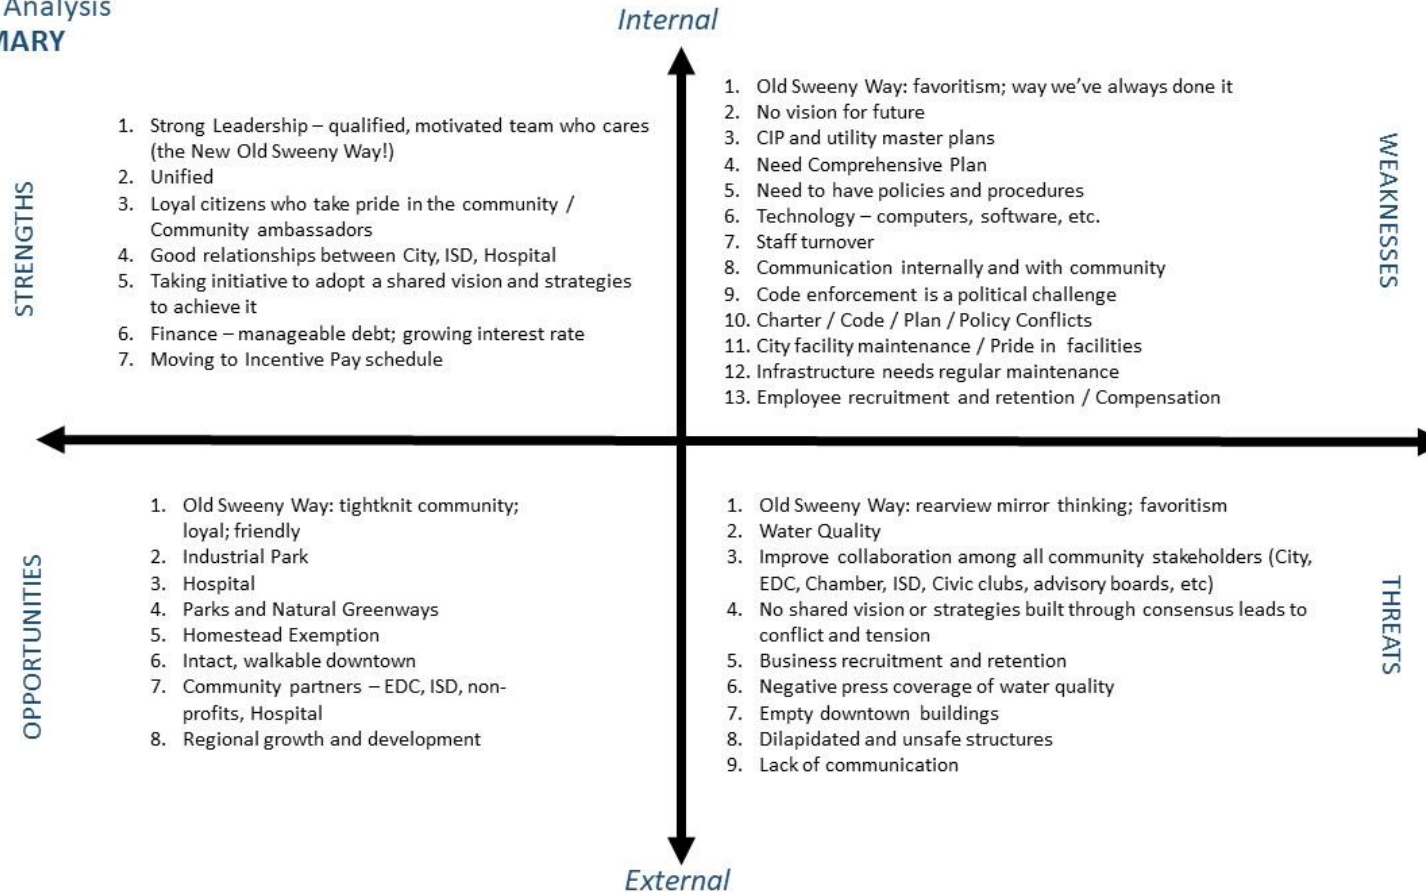 Analysis
MARY
Internal
STRENGTHS
1. Strong Leadership – qualified, motivated team who cares
(the New Old Sweeny Way!)
2. Unified
3. Loyal citizens who take pride in the community /
Community ambassadors
4. Good relationships between City, ISD, Hospital
5. Taking initiative to adopt a shared vision and strategies
to achieve it
6. Finance – manageable debt; growing interest rate
7. Moving to Incentive Pay schedule
WEAKNESSES
1. Old Sweeny Way: favoritism; way we’ve always done it
2. No vision for future
3. CIP and utility master plans
4. Need Comprehensive Plan
5. Need to have policies and procedures
6. Technology – computers, software, etc.
7. Staff turnover
8. Communication internally and with community
9. Code enforcement is a political challenge
10. Charter / Code / Plan / Policy Conflicts
11. City facility maintenance / Pride in facilities
12. Infrastructure needs regular maintenance
13. Employee recruitment and retention / Compensation
OPPORTUNITIES
1. Old Sweeny Way: tightknit community;
loyal; friendly
2. Industrial Park
3. Hospital
4. Parks and Natural Greenways
5. Homestead Exemption
6. Intact, walkable downtown
7. Community partners – EDC, ISD, non-
profits, Hospital
8. Regional growth and development
THREATS
1. Old Sweeny Way: rearview mirror thinking; favoritism
2. Water Quality
3. Improve collaboration among all community stakeholders (City,
EDC, Chamber, ISD, Civic clubs, advisory boards, etc)
4. No shared vision or strategies built through consensus leads to
conflict and tension
5. Business recruitment and retention
6. Negative press coverage of water quality
7. Empty downtown buildings
8. Dilapidated and unsafe structures
9. Lack of communication
External